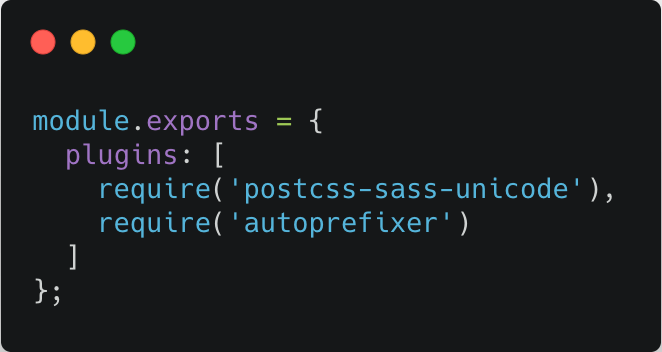 module.exports = {
  plugins: [
    require('postcss-sass-unicode'),
    require('autoprefixer')
  ]
};